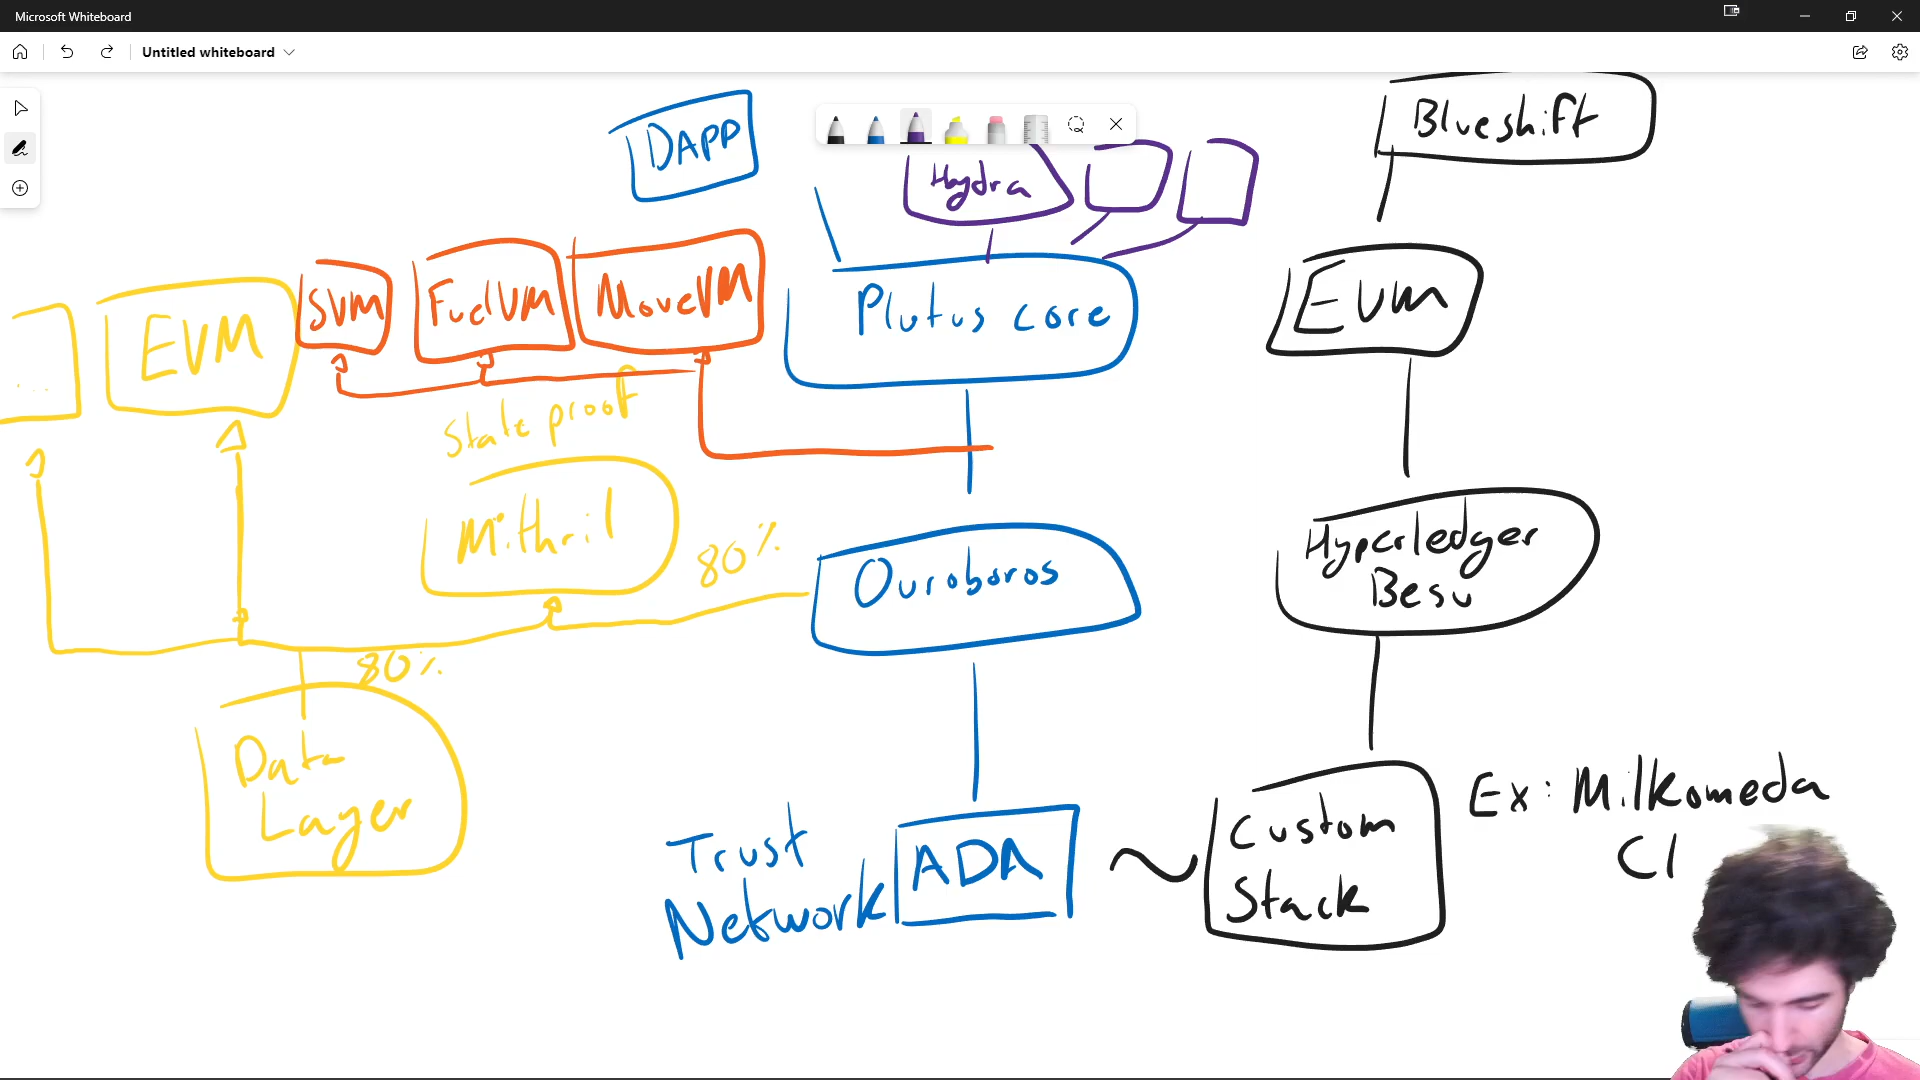 Microsoft Whiteboard
Untitled whiteboard
DAPP
Hydra
Blueshift
EVM
SVM
FuelVM
MoveVM
Plutus core
EVM
...
State proof
Mithril
80%
Ouroboros
Hyperledger
Besu
80%
Data
Layer
Trust
Network
ADA
~
Custom
Stack
Ex: Milkomeda
C1